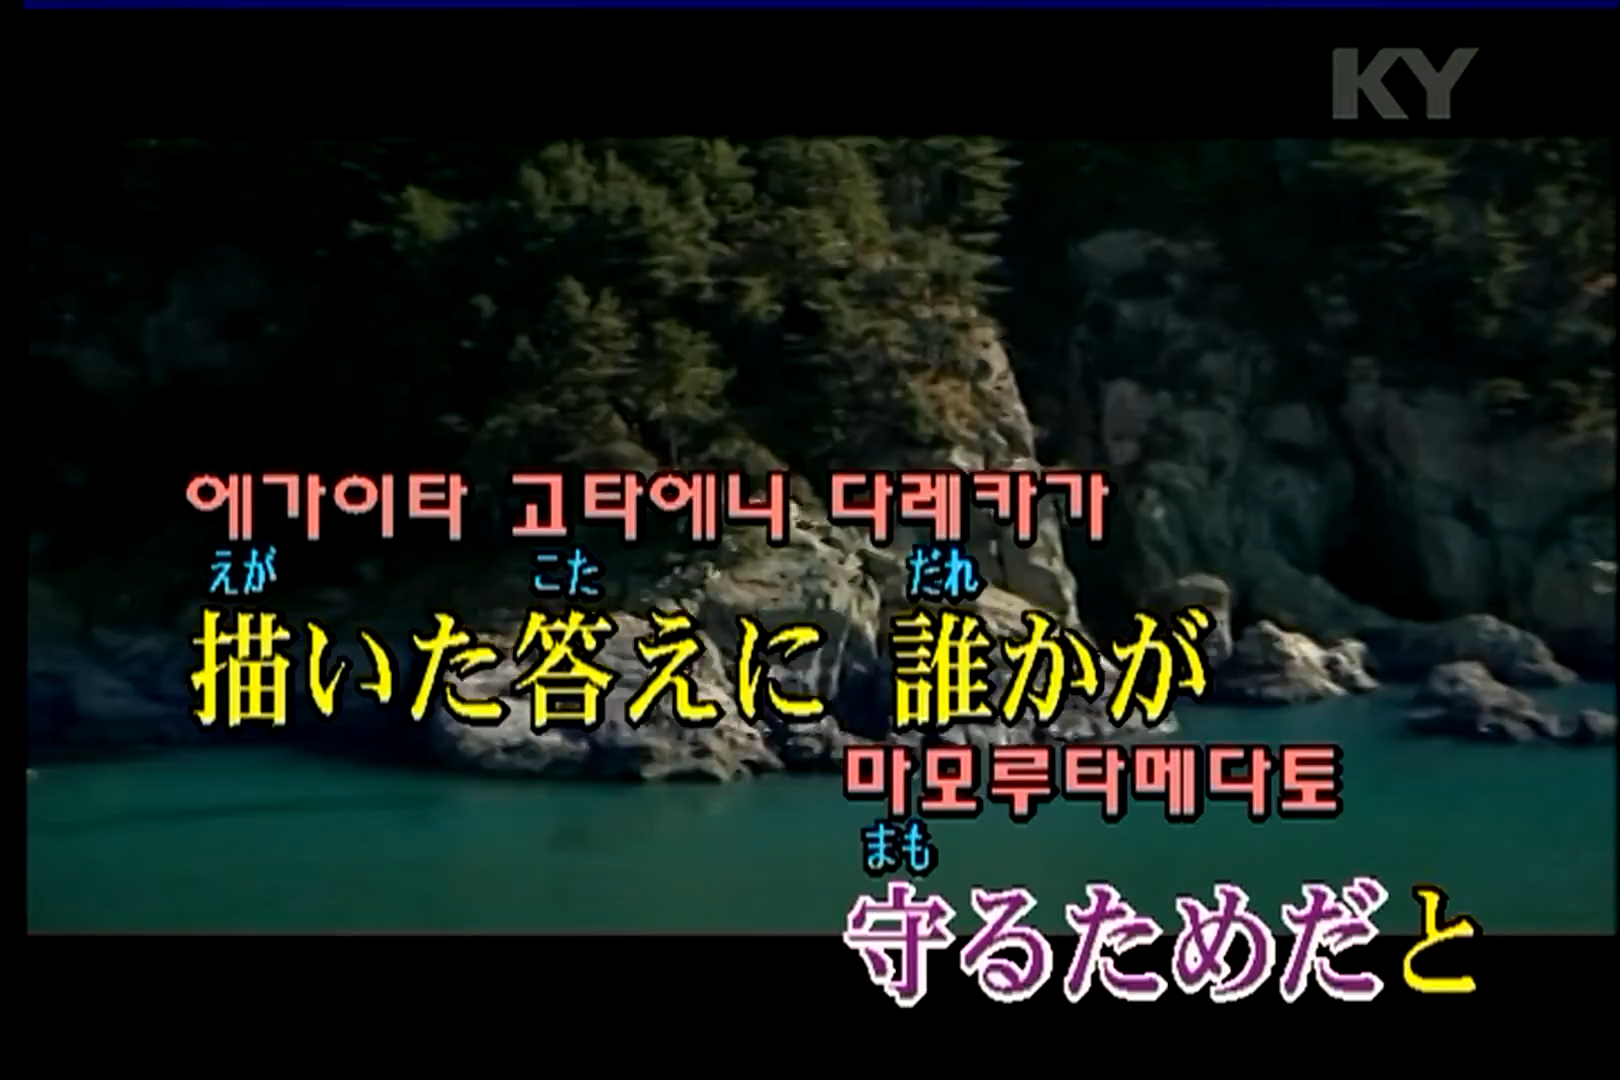 KY
에가이타 고타에니 다레카가
えが こた だれ
描いた答えに 誰かが
마모루타메다토
まも
守るためだと